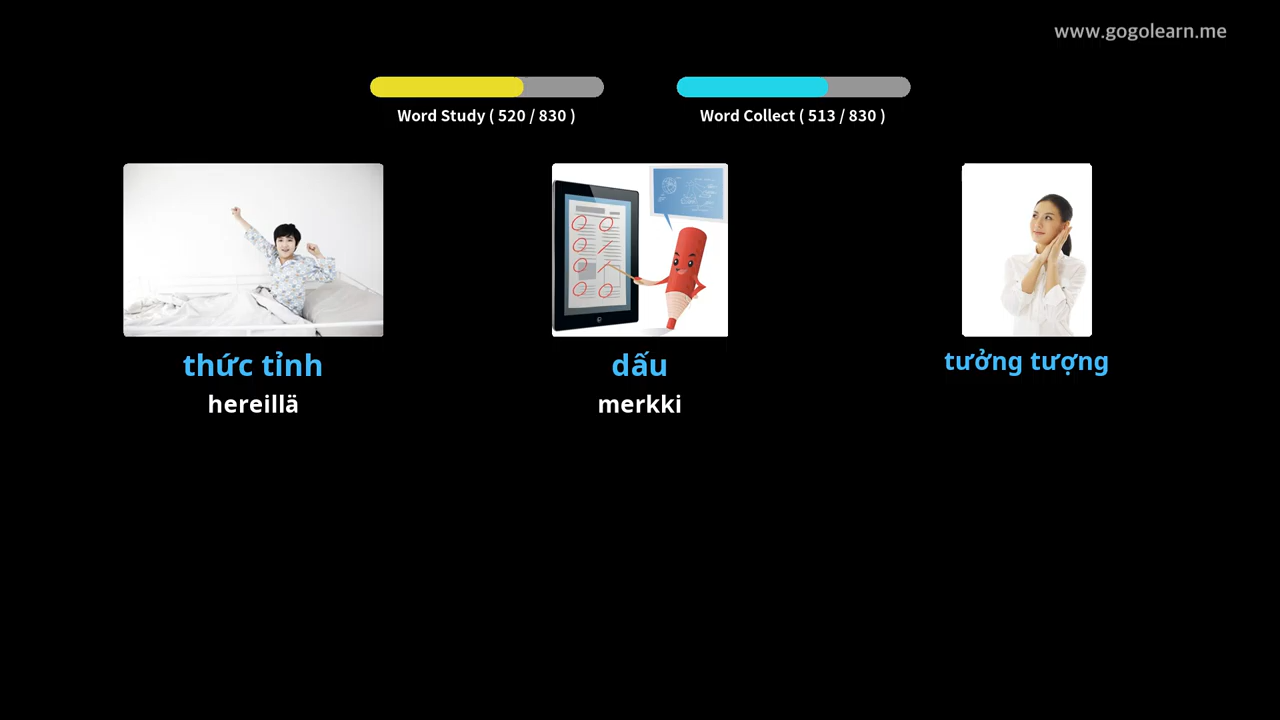 www.gogolearn.me
Word Study ( 520 / 830 )
Word Collect ( 513 / 830 )
thức tỉnh
hereillä
dấu
merkki
tưởng tượng